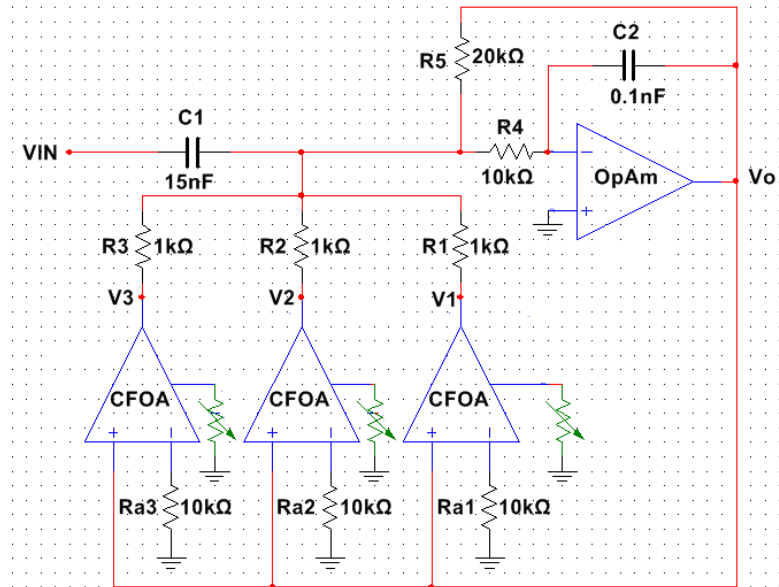 C2
R5 20kΩ
0.1nF
C1
R4
VIN
10kΩ
OpAm
Vo
15nF
R3 1kΩ
R2 1kΩ
R1 1kΩ
V3
V2
V1
CFOA
CFOA
CFOA
Ra3 10kΩ
Ra2 10kΩ
Ra1 10kΩ